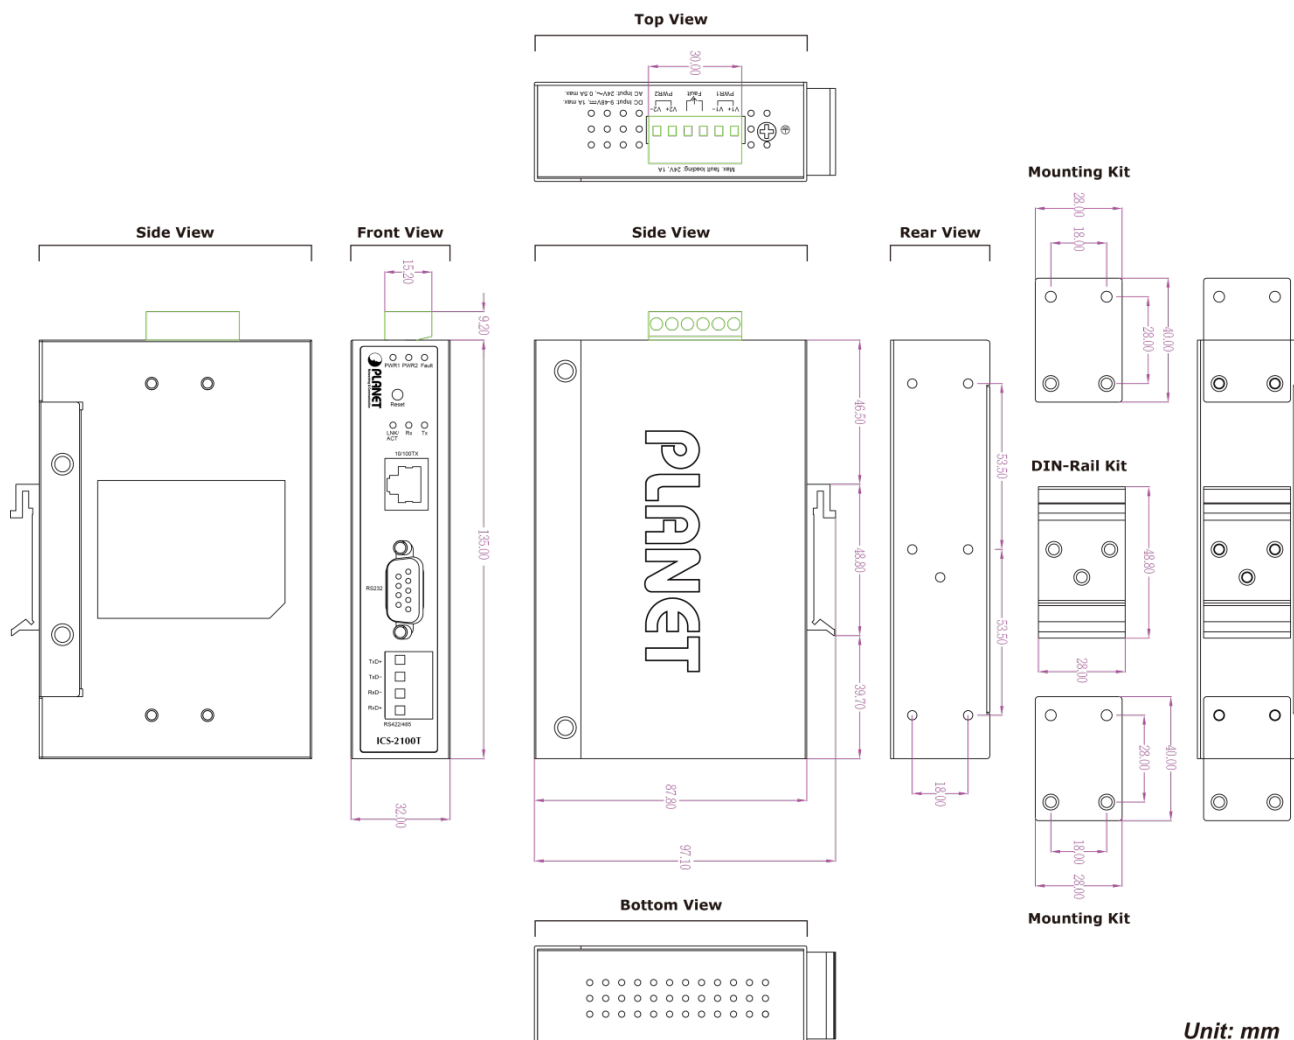 Top View
30.00
AC Input: 24V~, 0.5A max.
DC Input: 9-48V⎓, 1A max.
PWR2
Fault
PWR1
V2- V2+
V1- V1+
Max. fault loading: 24V, 1A
Mounting Kit
28.00
18.00
28.00
40.00
Side View
Front View
Side View
Rear View
15.20
9.20
PLANET
PWR1 PWR2 Fault
Reset
LNK/
ACT
Rx
Tx
10/100TX
RS232
TxD+
TxD-
RxD-
RxD+
RS422/485
ICS-2100T
135.00
32.00
PLANET
46.50
48.80
39.70
87.80
97.10
53.50
53.50
18.00
DIN-Rail Kit
48.80
28.00
28.00
40.00
18.00
28.00
Mounting Kit
Bottom View
Unit: mm